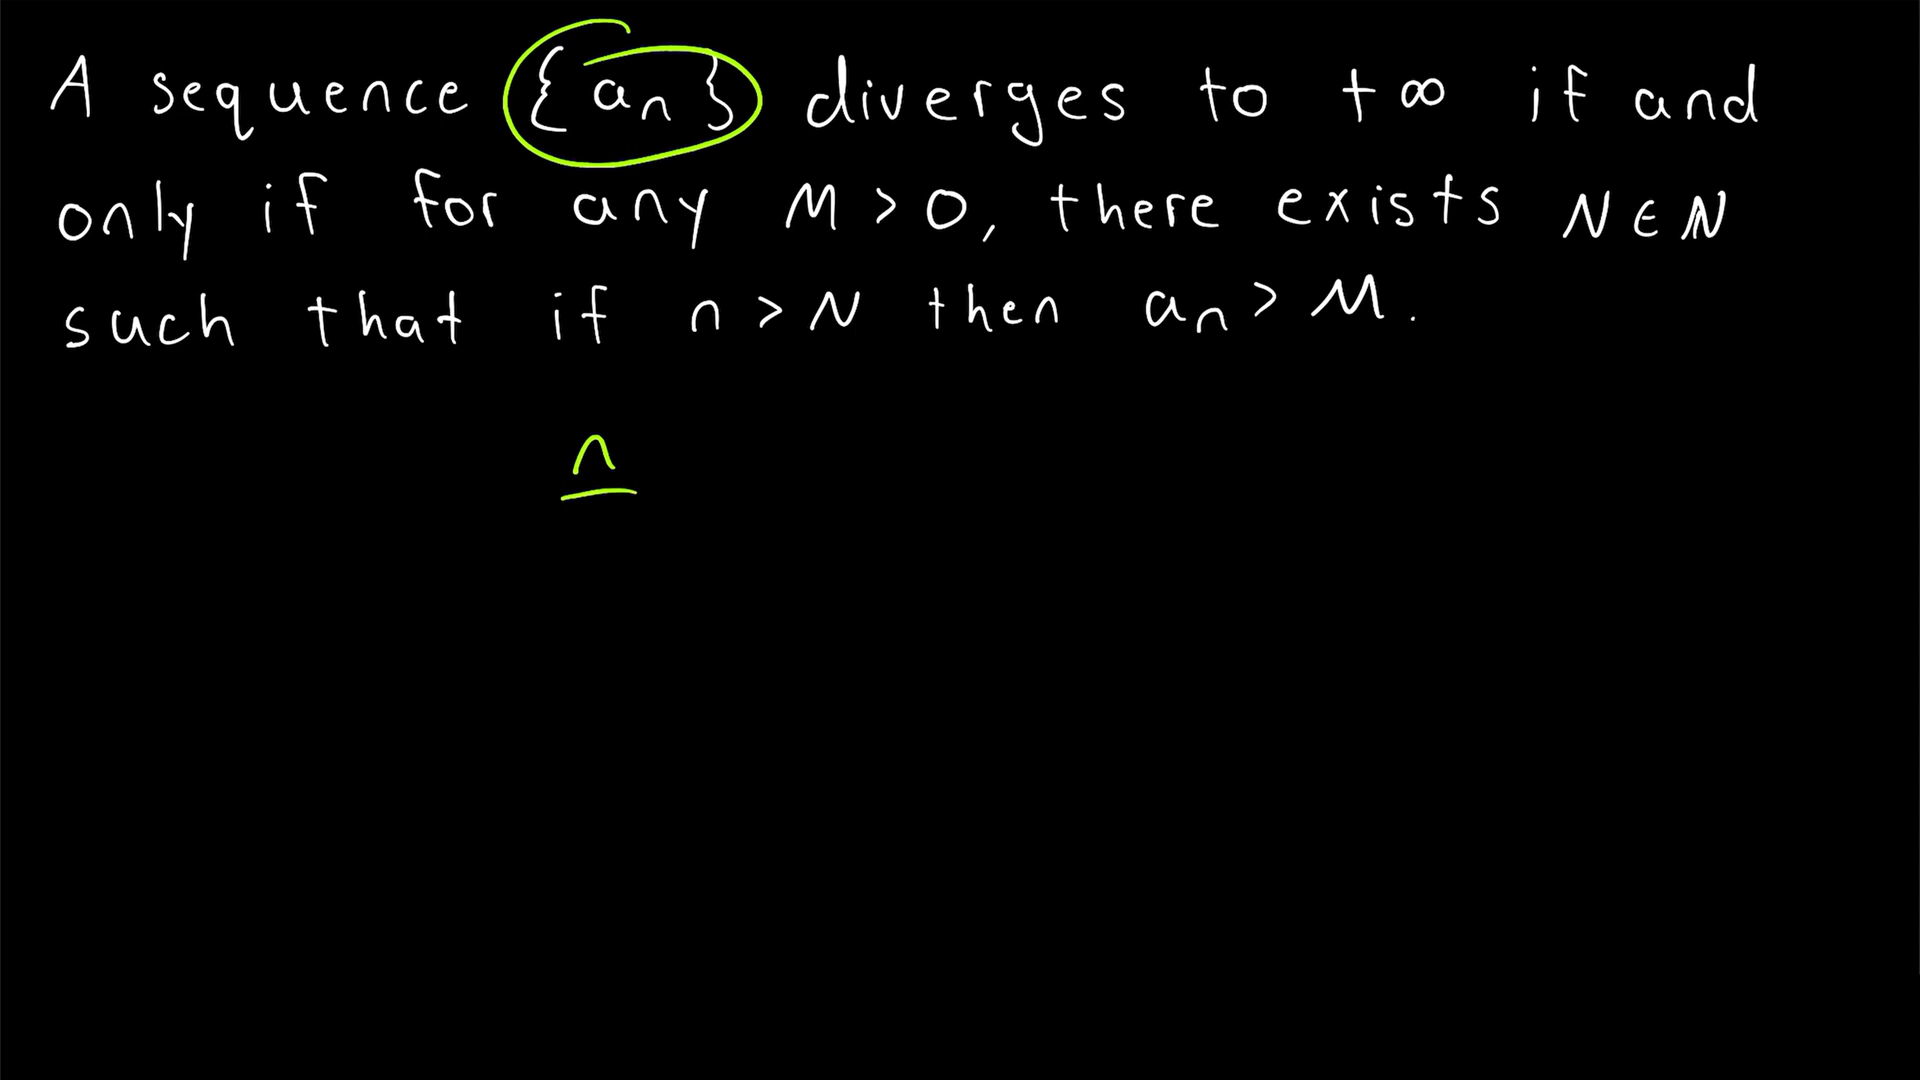 A sequence {aₙ} diverges to +∞ if and
only if for any M > 0, there exists N ∈ ℕ
such that if n > N then aₙ > M.
n